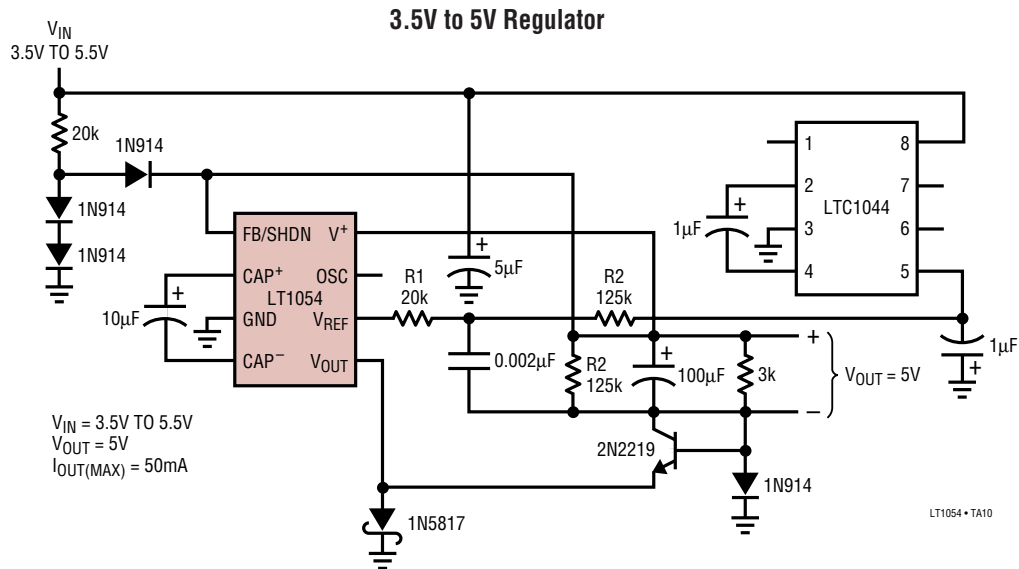 3.5V to 5V Regulator
VIN
3.5V TO 5.5V
20k
1N914
1N914
1N914
FB/SHDN V+
CAP+ OSC
LT1054
GND VREF
CAP– VOUT
+
10µF
R1
20k
+
5µF
R2
125k
0.002µF
R2
125k
+
100µF
3k
+
–
VOUT = 5V
+
1µF
1 8
2 7
LTC1044
3 6
4 5
1µF
+
2N2219
1N914
1N5817
VIN = 3.5V TO 5.5V
VOUT = 5V
IOUT(MAX) = 50mA
LT1054 • TA10